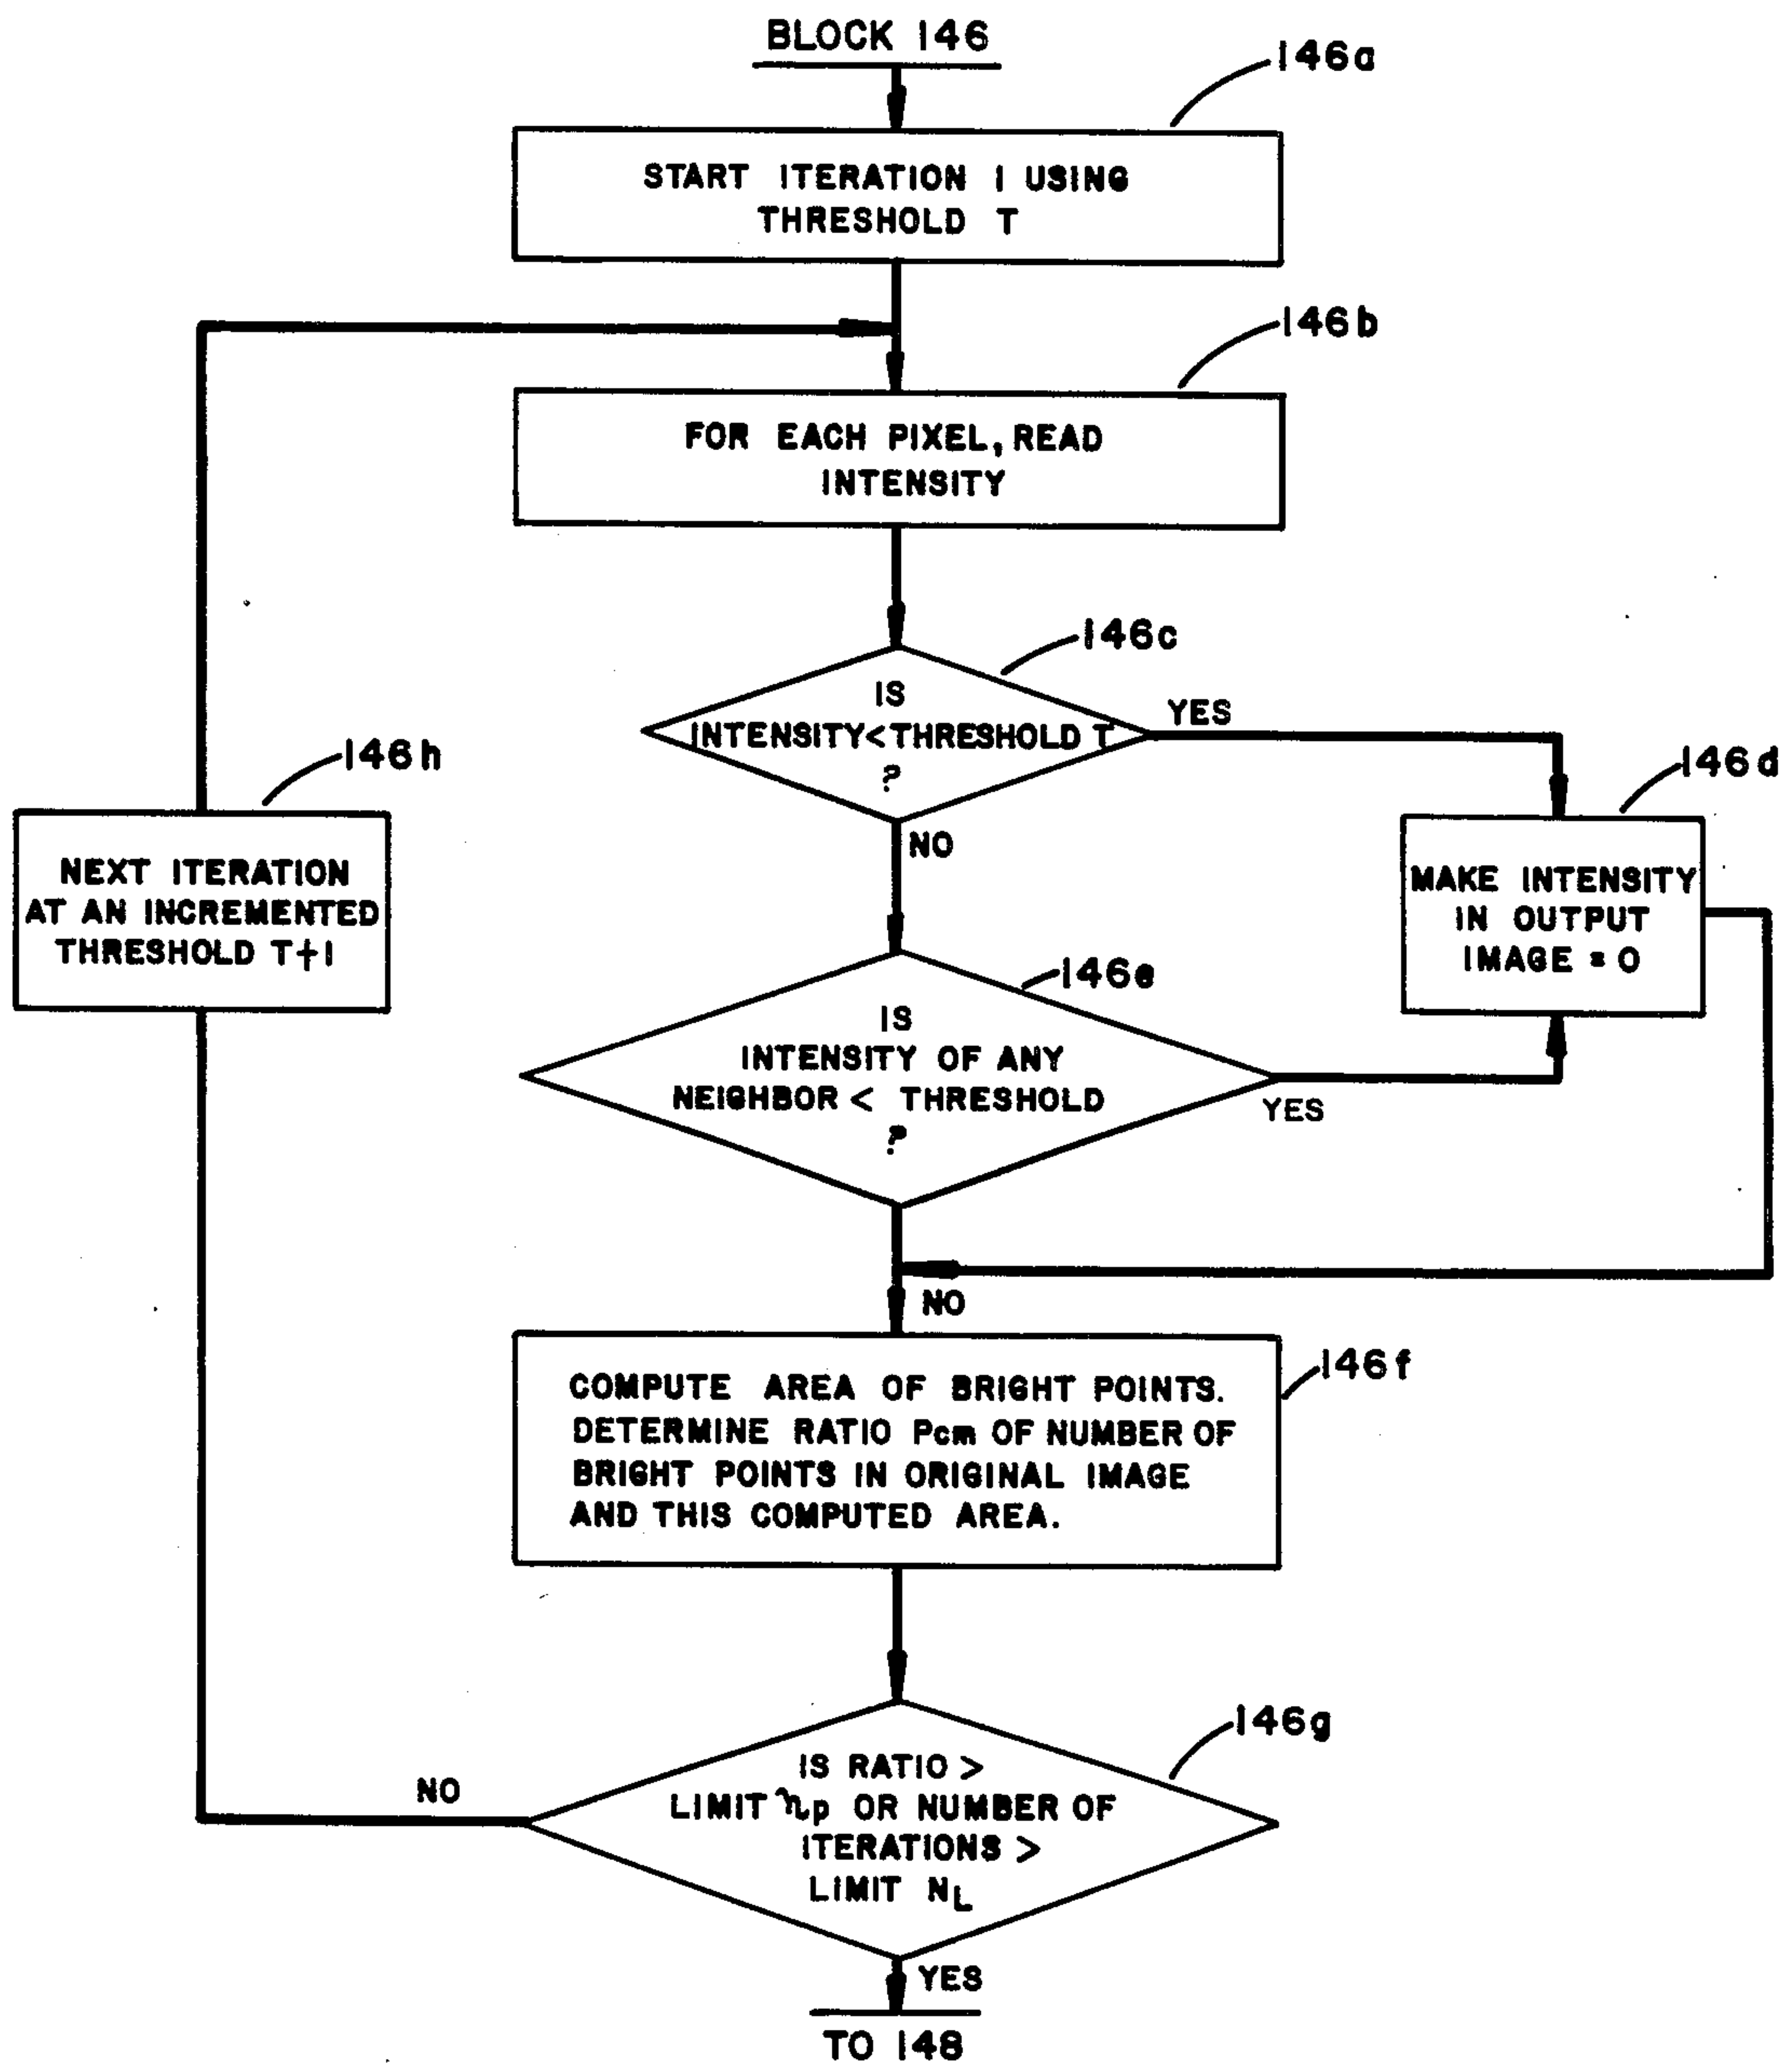 BLOCK 146
146a
START ITERATION 1 USING
THRESHOLD T
146b
FOR EACH PIXEL, READ
INTENSITY
146c
IS
INTENSITY<THRESHOLD T
?
YES
NO
146d
MAKE INTENSITY
IN OUTPUT
IMAGE = 0
146h
NEXT ITERATION
AT AN INCREMENTED
THRESHOLD T+1
146e
IS
INTENSITY OF ANY
NEIGHBOR < THRESHOLD
?
YES
NO
146f
COMPUTE AREA OF BRIGHT POINTS.
DETERMINE RATIO Pcm OF NUMBER OF
BRIGHT POINTS IN ORIGINAL IMAGE
AND THIS COMPUTED AREA.
146g
IS RATIO >
LIMIT ηp OR NUMBER OF
ITERATIONS >
LIMIT NL
NO
YES
TO 148